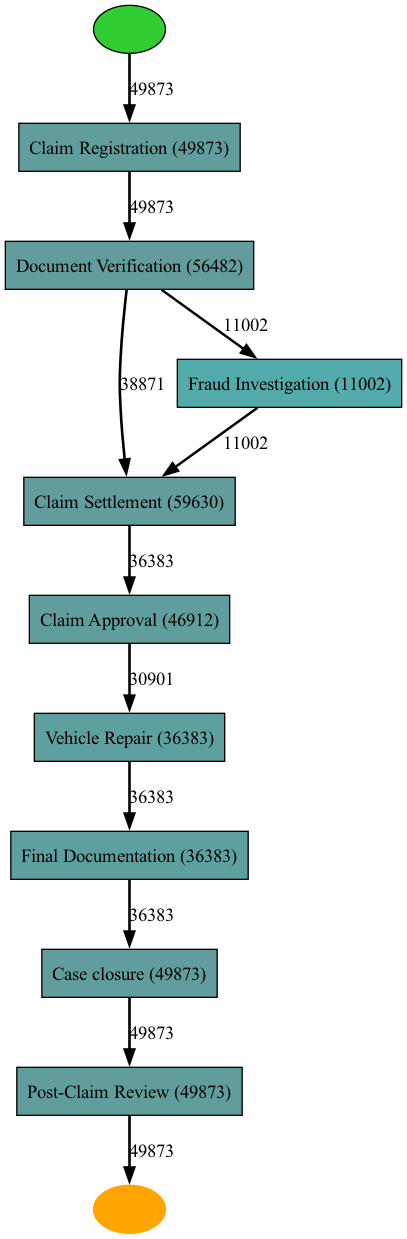 49873
Claim Registration (49873)
49873
Document Verification (56482)
11002
38871
Fraud Investigation (11002)
11002
Claim Settlement (59630)
36383
Claim Approval (46912)
30901
Vehicle Repair (36383)
36383
Final Documentation (36383)
36383
Case closure (49873)
49873
Post-Claim Review (49873)
49873